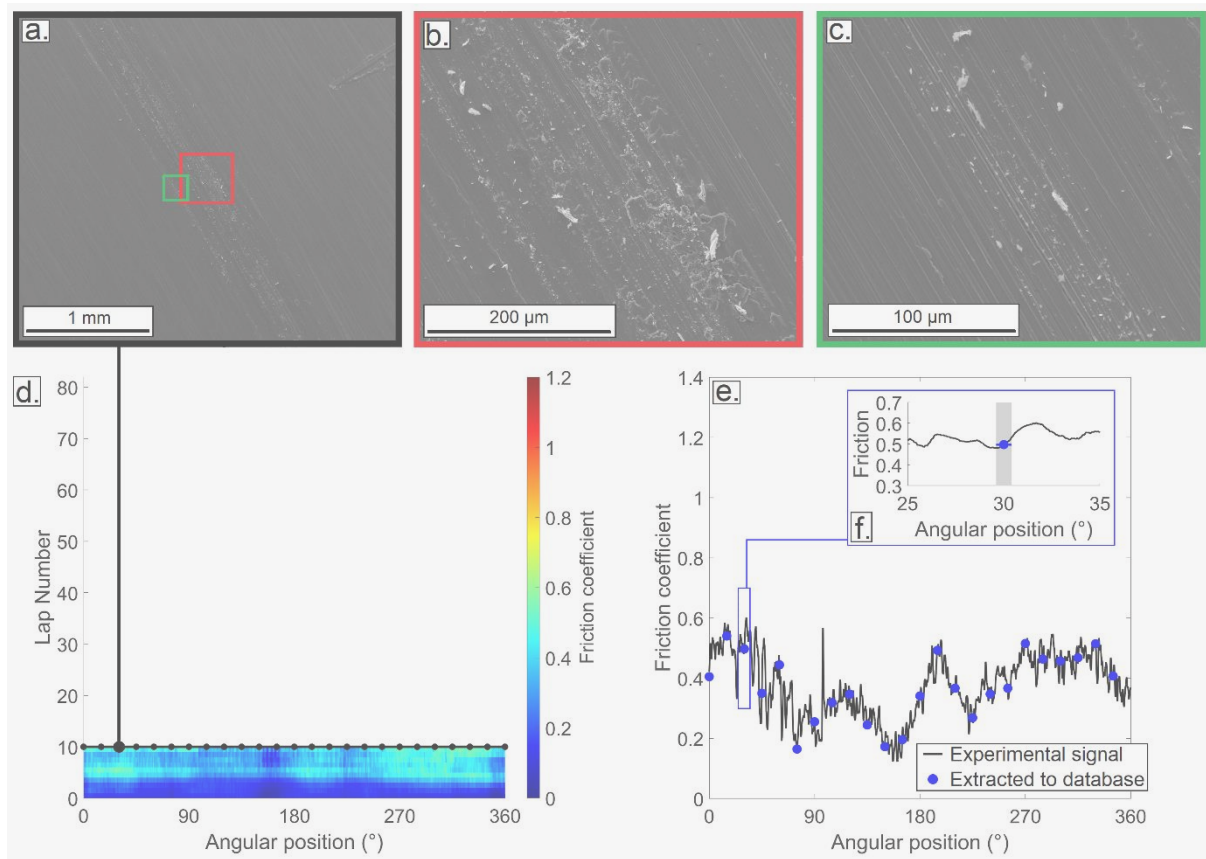 a.
1 mm
b.
200 µm
c.
100 µm
d.
80
70
60
50
40
30
20
10
0
Lap Number
0 90 180 270 360
Angular position (°)
1.2
1
0.8
0.6
0.4
0.2
0
Friction coefficient
e.
1.4
1.2
1
0.8
0.6
0.4
0.2
0
Friction coefficient
0 90 180 270 360
Angular position (°)
Experimental signal
Extracted to database
0.7
0.6
0.5
0.4
0.3
Friction
25 30 35
Angular position (°)
f.